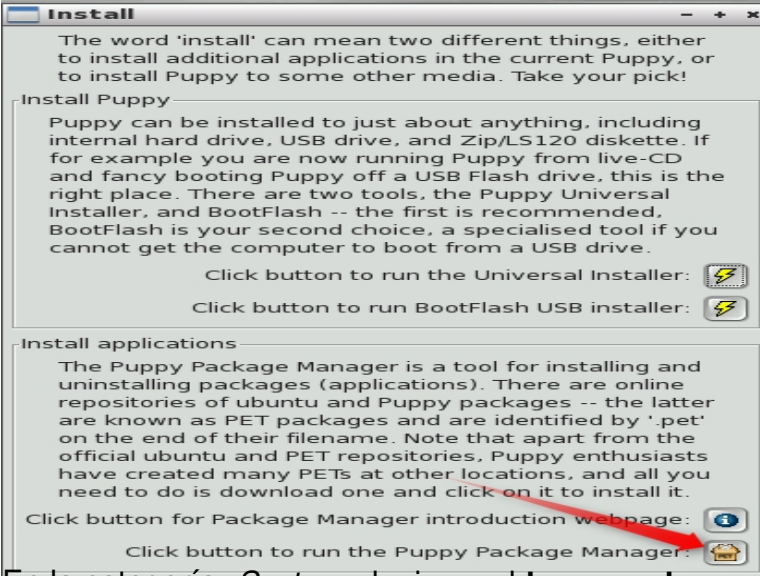 Install
The word 'install' can mean two different things, either
to install additional applications in the current Puppy, or
to install Puppy to some other media. Take your pick!
Install Puppy
Puppy can be installed to just about anything, including
internal hard drive, USB drive, and Zip/LS120 diskette. If
for example you are now running Puppy from live-CD
and fancy booting Puppy off a USB Flash drive, this is the
right place. There are two tools, the Puppy Universal
Installer, and BootFlash -- the first is recommended,
BootFlash is your second choice, a specialised tool if you
cannot get the computer to boot from a USB drive.
Click button to run the Universal Installer:
Click button to run BootFlash USB installer:
Install applications
The Puppy Package Manager is a tool for installing and
uninstalling packages (applications). There are online
repositories of ubuntu and Puppy packages -- the latter
are known as PET packages and are identified by '.pet'
on the end of their filename. Note that apart from the
official ubuntu and PET repositories, Puppy enthusiasts
have created many PETs at other locations, and all you
need to do is download one and click on it to install it.
Click button for Package Manager introduction webpage:
Click button to run the Puppy Package Manager:
PET